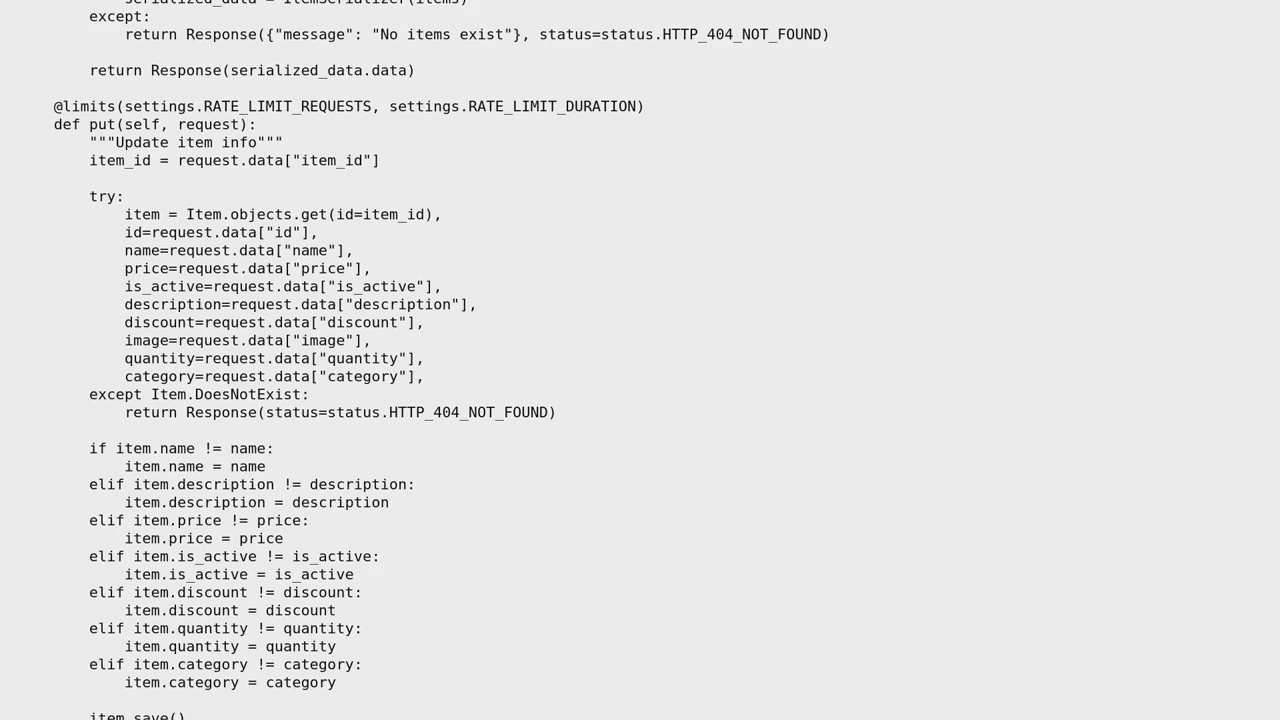 serialized_data = ItemSerializer(items)
except:
return Response({"message": "No items exist"}, status=status.HTTP_404_NOT_FOUND)
return Response(serialized_data.data)
@limits(settings.RATE_LIMIT_REQUESTS, settings.RATE_LIMIT_DURATION)
def put(self, request):
"""Update item info"""
item_id = request.data["item_id"]
try:
item = Item.objects.get(id=item_id),
id=request.data["id"],
name=request.data["name"],
price=request.data["price"],
is_active=request.data["is_active"],
description=request.data["description"],
discount=request.data["discount"],
image=request.data["image"],
quantity=request.data["quantity"],
category=request.data["category"],
except Item.DoesNotExist:
return Response(status=status.HTTP_404_NOT_FOUND)
if item.name != name:
item.name = name
elif item.description != description:
item.description = description
elif item.price != price:
item.price = price
elif item.is_active != is_active:
item.is_active = is_active
elif item.discount != discount:
item.discount = discount
elif item.quantity != quantity:
item.quantity = quantity
elif item.category != category:
item.category = category
item.save()